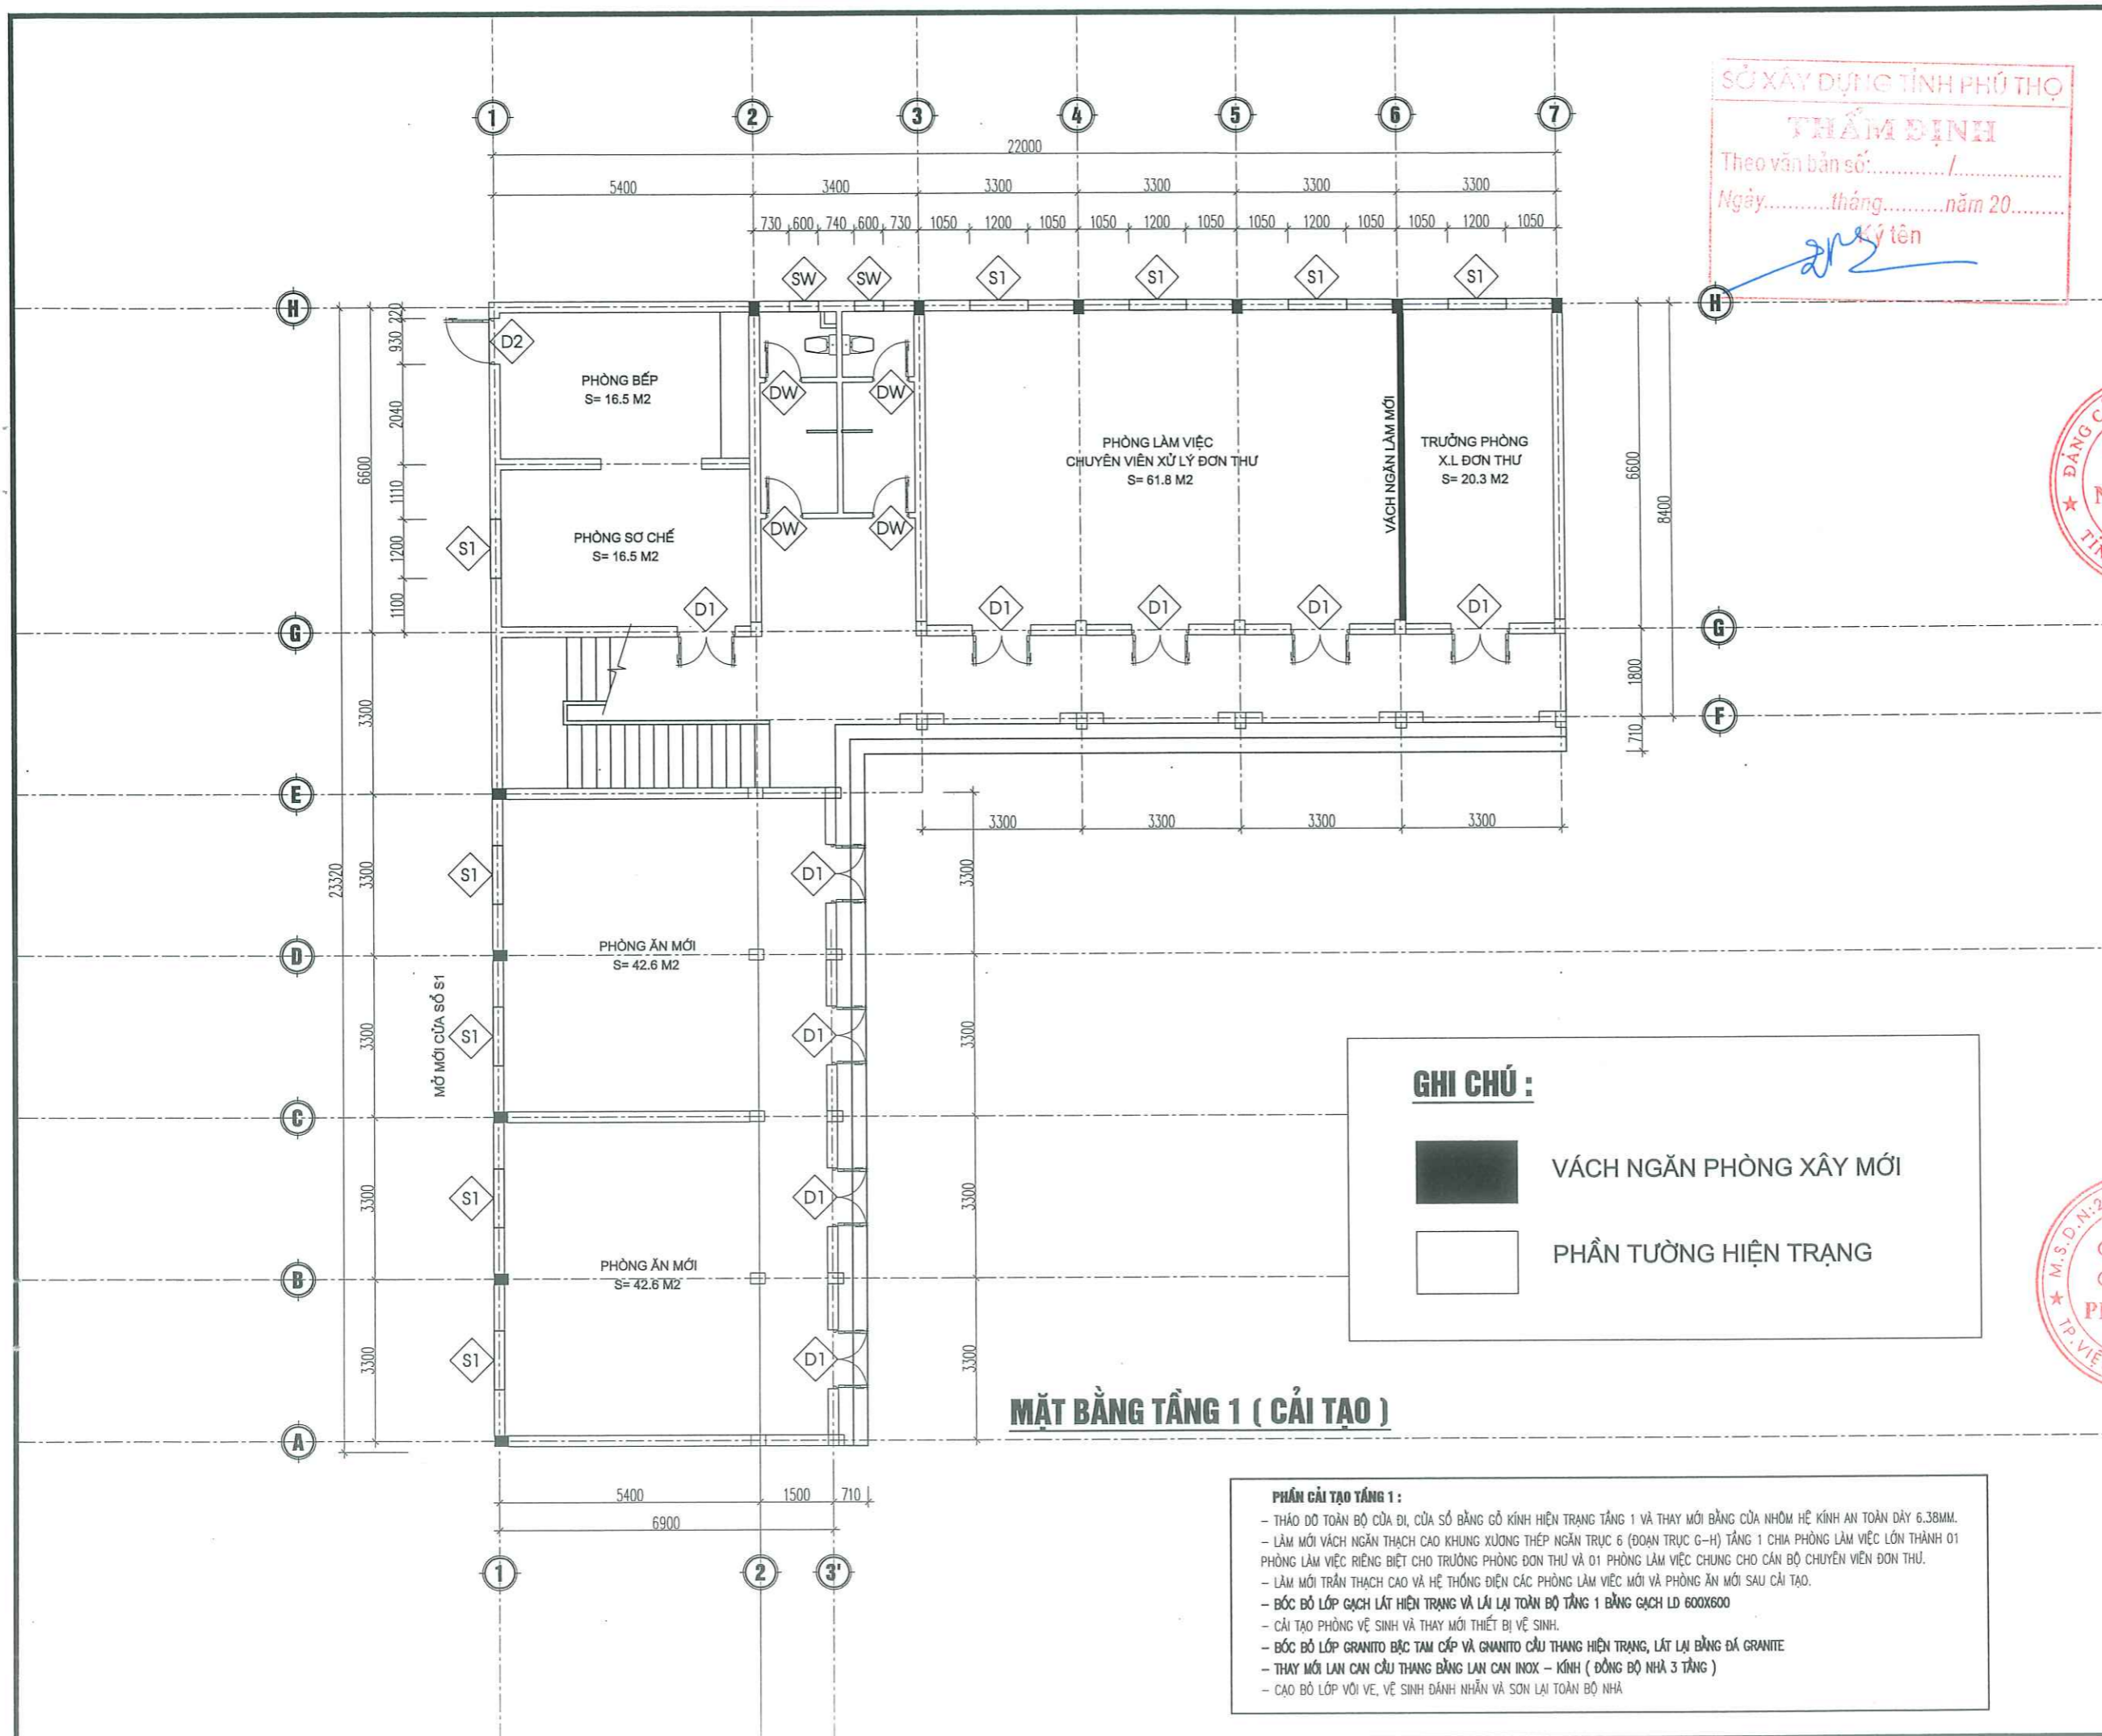 SỞ XÂY DỰNG TỈNH PHÚ THỌ
THẨM ĐỊNH
Theo văn bản số:............/.................
Ngày...........tháng..........năm 20.........
Ký tên
1 2 3 4 5 6 7
22000
5400 3400 3300 3300 3300 3300
730 600 740 600 730 1050 1200 1050 1050 1200 1050 1050 1200 1050 1050 1200 1050
SW SW S1 S1 S1 S1
H H
220
930
D2
PHÒNG BẾP
S= 16.5 M2
DW DW
2040
6600
VÁCH NGĂN LÀM MỚI
PHÒNG LÀM VIỆC
CHUYÊN VIÊN XỬ LÝ ĐƠN THƯ
S= 61.8 M2
TRƯỞNG PHÒNG
X.L ĐƠN THƯ
S= 20.3 M2
6600
8400
1110
1200
1100
S1
PHÒNG SƠ CHẾ
S= 16.5 M2
DW DW
D1 D1 D1 D1 D1
G G
3300
1800
F
710
E
3300 3300 3300 3300
23320
3300
S1
D1
3300
PHÒNG ĂN MỚI
S= 42.6 M2
D
MỞ MỚI CỬA SỔ S1
3300
S1
D1
3300
C
3300
S1
D1
3300
PHÒNG ĂN MỚI
S= 42.6 M2
B
3300
S1
D1
3300
A
GHI CHÚ :
VÁCH NGĂN PHÒNG XÂY MỚI
PHẦN TƯỜNG HIỆN TRẠNG
MẶT BẰNG TẦNG 1 ( CẢI TẠO )
5400 1500 710
6900
1 2 3'
PHẦN CẢI TẠO TẦNG 1 :
– THÁO DỠ TOÀN BỘ CỬA ĐI, CỬA SỔ BẰNG GỖ KÍNH HIỆN TRẠNG TẦNG 1 VÀ THAY MỚI BẰNG CỬA NHÔM HỆ KÍNH AN TOÀN DÀY 6.38MM.
– LÀM MỚI VÁCH NGĂN THẠCH CAO KHUNG XƯƠNG THÉP NGĂN TRỤC 6 (ĐOẠN TRỤC G–H) TẦNG 1 CHIA PHÒNG LÀM VIỆC LỚN THÀNH 01
PHÒNG LÀM VIỆC RIÊNG BIỆT CHO TRƯỞNG PHÒNG ĐƠN THƯ VÀ 01 PHÒNG LÀM VIỆC CHUNG CHO CÁN BỘ CHUYÊN VIÊN ĐƠN THƯ.
– LÀM MỚI TRẦN THẠCH CAO VÀ HỆ THỐNG ĐIỆN CÁC PHÒNG LÀM VIỆC MỚI VÀ PHÒNG ĂN MỚI SAU CẢI TẠO.
– BÓC BỎ LỚP GẠCH LÁT HIỆN TRẠNG VÀ LÁI LẠI TOÀN BỘ TẦNG 1 BẰNG GẠCH LD 600X600
– CẢI TẠO PHÒNG VỆ SINH VÀ THAY MỚI THIẾT BỊ VỆ SINH.
– BÓC BỎ LỚP GRANITO BẬC TAM CẤP VÀ GNANITO CẦU THANG HIỆN TRẠNG, LÁT LẠI BẰNG ĐÁ GRANITE
– THAY MỚI LAN CAN CẦU THANG BẰNG LAN CAN INOX – KÍNH ( ĐỒNG BỘ NHÀ 3 TẦNG )
– CẠO BỎ LỚP VÔI VE, VỆ SINH ĐÁNH NHẴN VÀ SƠN LẠI TOÀN BỘ NHÀ
★ ĐẢNG
★ M.S.D.N:2
TP.VIỆ